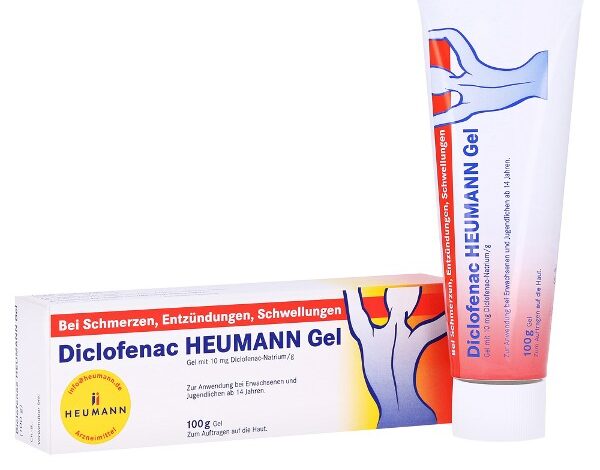 Bei Schmerzen, Entzündungen, Schwellungen
Diclofenac HEUMANN Gel
Gel mit 10 mg Diclofenac-Natrium/g
Zur Anwendung bei Erwachsenen und
Jugendlichen ab 14 Jahren.
100 g Gel
Zum Auftragen auf die Haut.
info@heumann.de
HEUMANN
Arzneimittel
Diclofenac HEUMANN Gel
Bei Schmerzen, Entzündungen, Schwellungen
Diclofenac HEUMANN Gel
Gel mit 10 mg Diclofenac-Natrium/g
Zur Anwendung bei Erwachsenen und Jugendlichen ab 14 Jahren.
100 g Gel
Zum Auftragen auf die Haut.